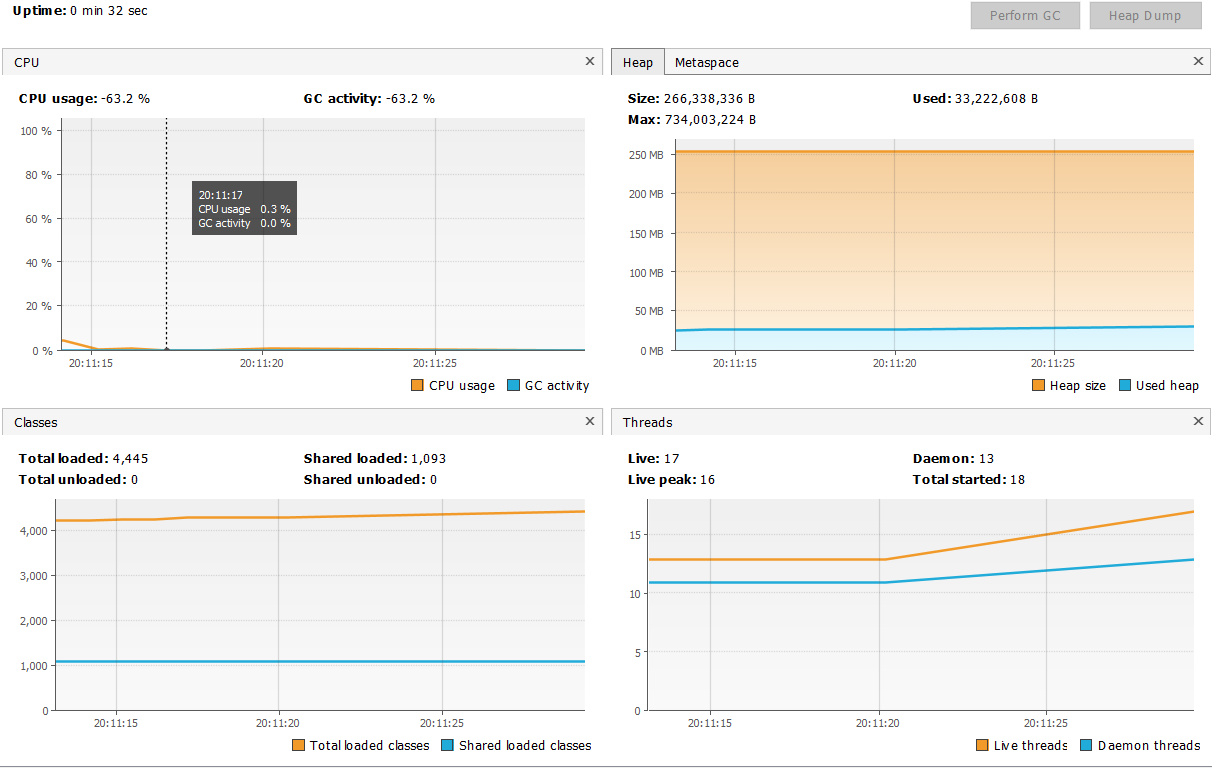 Uptime: 0 min 32 sec
Perform GC
Heap Dump
CPU
CPU usage: -63.2 %
GC activity: -63.2 %
100 %
80 %
60 %
40 %
20 %
0 %
20:11:17
CPU usage 0.3 %
GC activity 0.0 %
20:11:15
20:11:20
20:11:25
CPU usage
GC activity
Heap
Metaspace
Size: 266,338,336 B
Used: 33,222,608 B
Max: 734,003,224 B
250 MB
200 MB
150 MB
100 MB
50 MB
0 MB
20:11:15
20:11:20
20:11:25
Heap size
Used heap
Classes
Total loaded: 4,445
Shared loaded: 1,093
Total unloaded: 0
Shared unloaded: 0
4,000
3,000
2,000
1,000
0
20:11:15
20:11:20
20:11:25
Total loaded classes
Shared loaded classes
Threads
Live: 17
Daemon: 13
Live peak: 16
Total started: 18
15
10
5
0
20:11:15
20:11:20
20:11:25
Live threads
Daemon threads